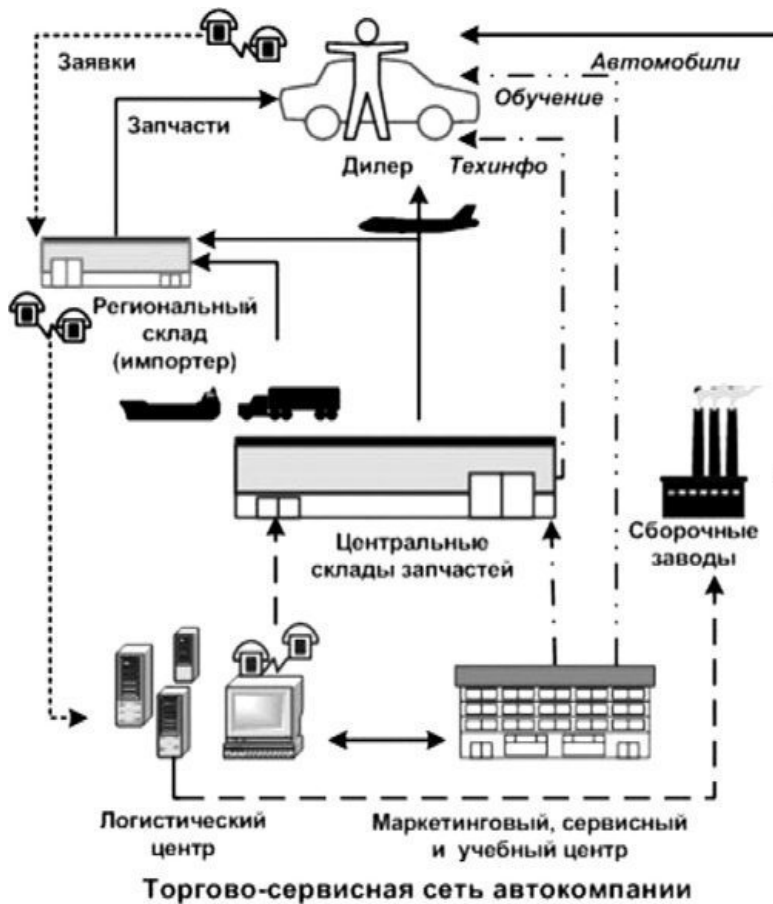 Заявки
Автомобили
Обучение
Запчасти
Дилер
Техинфо
Региональный
склад
(импортер)
Центральные
склады запчастей
Сборочные
заводы
Логистический
центр
Маркетинговый, сервисный
и учебный центр
Торгово-сервисная сеть автокомпании